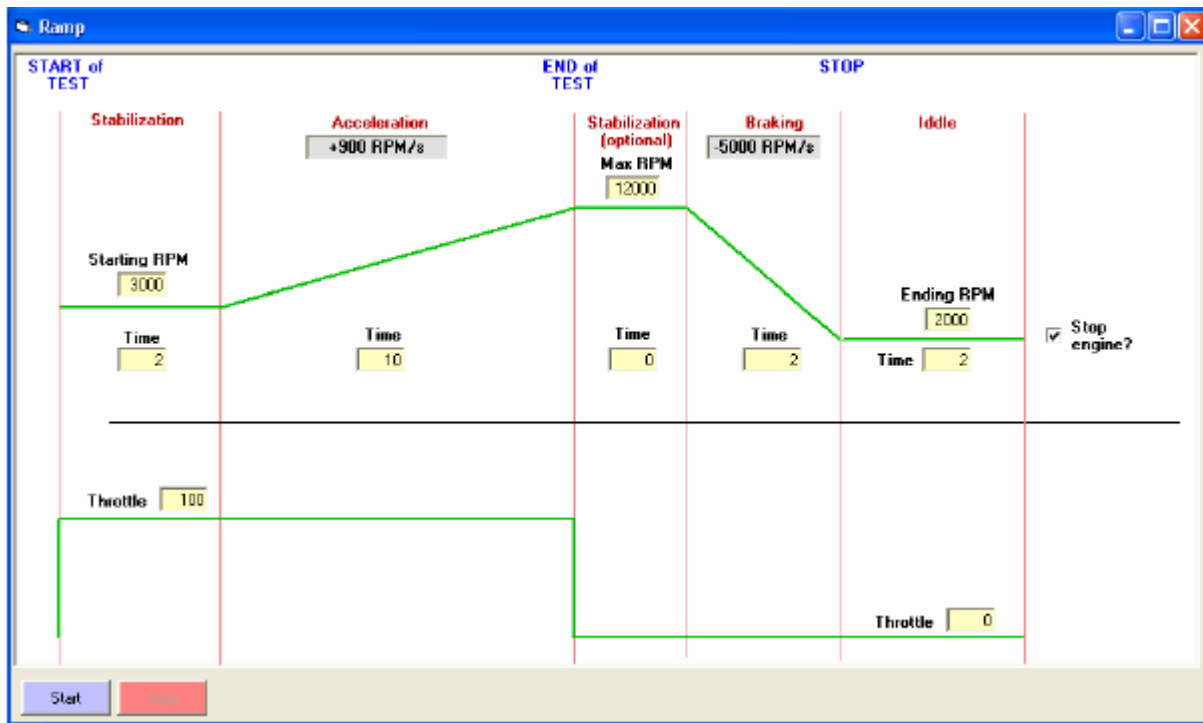 Ramp
START of
TEST
END of
TEST
STOP
Stabilization
Acceleration
+900 RPM/s
Stabilization
(optional)
Max RPM
12000
Braking
-5000 RPM/s
Iddle
Starting RPM
3000
Ending RPM
2000
Time
2
Time
10
Time
0
Time
2
Time 2
Stop
engine?
Throttle 100
Throttle 0
Start
Stop